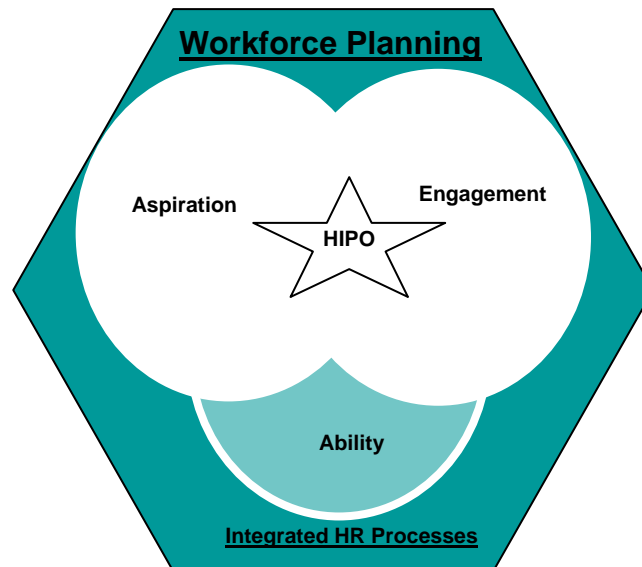 Workforce Planning
Aspiration
Engagement
HIPO
Ability
Integrated HR Processes